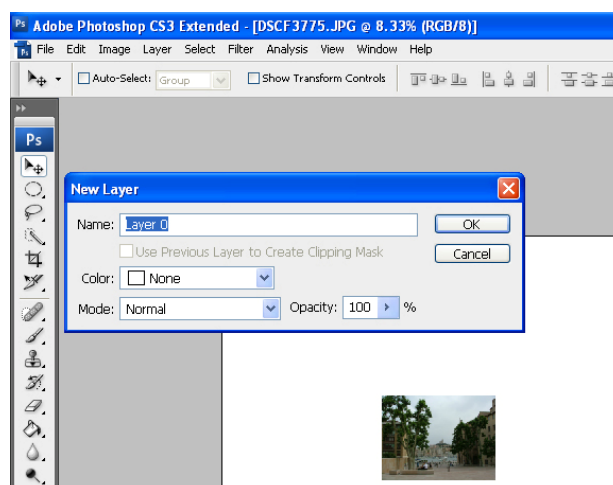 Ps Adobe Photoshop CS3 Extended - [DSCF3775.JPG @ 8.33% (RGB/8)]
Ps File Edit Image Layer Select Filter Analysis View Window Help
Auto-Select: Group Show Transform Controls
Ps
New Layer
Name: Layer 0 OK
Use Previous Layer to Create Clipping Mask Cancel
Color: None
Mode: Normal Opacity: 100 %